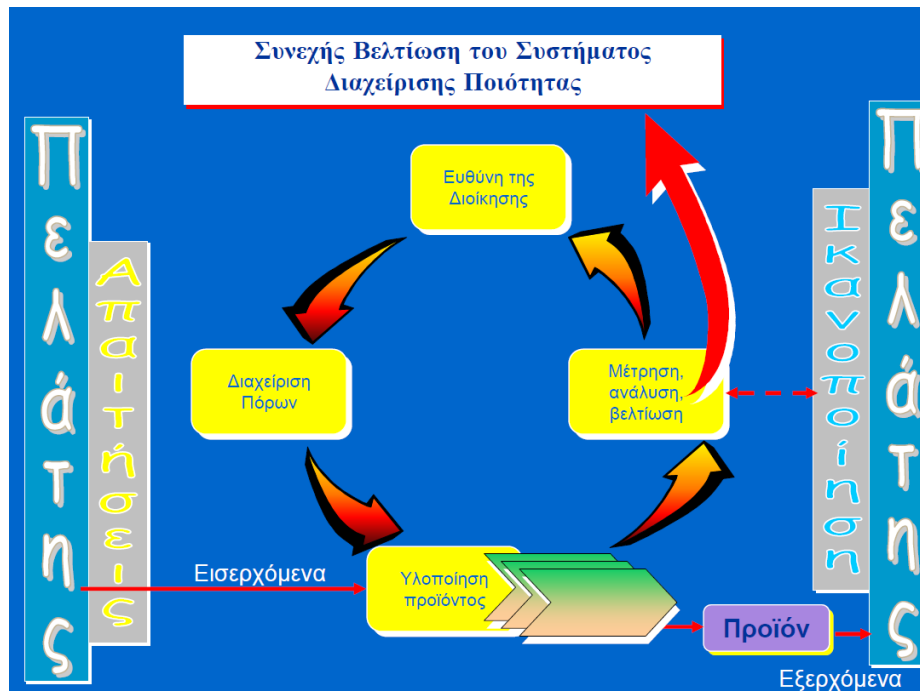 Συνεχής Βελτίωση του Συστήματος
Διαχείρισης Ποιότητας
Πελάτης
Απαιτήσεις
Ευθύνη της
Διοίκησης
Διαχείριση
Πόρων
Μέτρηση,
ανάλυση,
βελτίωση
Ικανοποίηση
Πελάτης
Εισερχόμενα
Υλοποίηση
προϊόντος
Προϊόν
Εξερχόμενα